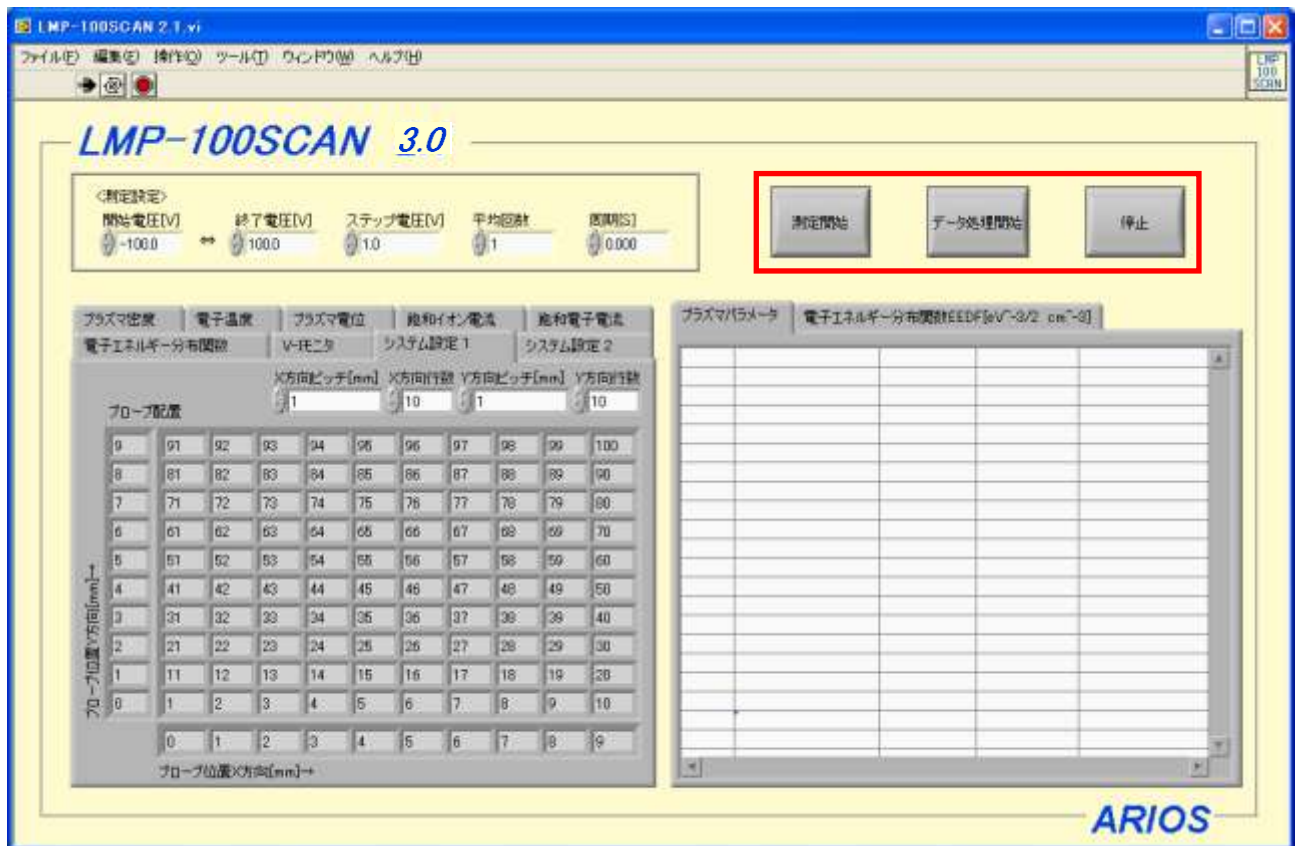 LMP-100SCAN 2.1.vi
ファイル(F) 編集(E) 操作(O) ツール(T) ウィンドウ(W) ヘルプ(H)
LMP
100
SCAN
LMP-100SCAN 3.0
<測定設定>
開始電圧[V] 終了電圧[V] ステップ電圧[V] 平均回数 周期[S]
-100.0 ⇔ 100.0 1.0 1 0.000
測定開始 データ処理開始 停止
プラズマ密度 電子温度 プラズマ電位 飽和イオン電流 飽和電子電流
電子エネルギー分布関数 V-Iモニタ システム設定1 システム設定2
プラズマパラメータ 電子エネルギー分布関数EEDF[eV^-3/2 cm^-3]
X方向ピッチ[mm] X方向行数 Y方向ピッチ[mm] Y方向行数
1 10 1 10
プローブ配置
9 91 92 93 94 95 96 97 98 99 100
8 81 82 83 84 85 86 87 88 89 90
7 71 72 73 74 75 76 77 78 79 80
6 61 62 63 64 65 66 67 68 69 70
5 51 52 53 54 55 56 57 58 59 60
4 41 42 43 44 45 46 47 48 49 50
3 31 32 33 34 35 36 37 38 39 40
2 21 22 23 24 25 26 27 28 29 30
1 11 12 13 14 15 16 17 18 19 20
0 1 2 3 4 5 6 7 8 9 10
0 1 2 3 4 5 6 7 8 9
プローブ位置Y方向[mm]→
プローブ位置X方向[mm]→
ARIOS